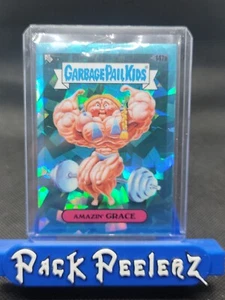 GARBAGE PAIL KIDS
AMAZIN' GRACE
PACK PEELERZ